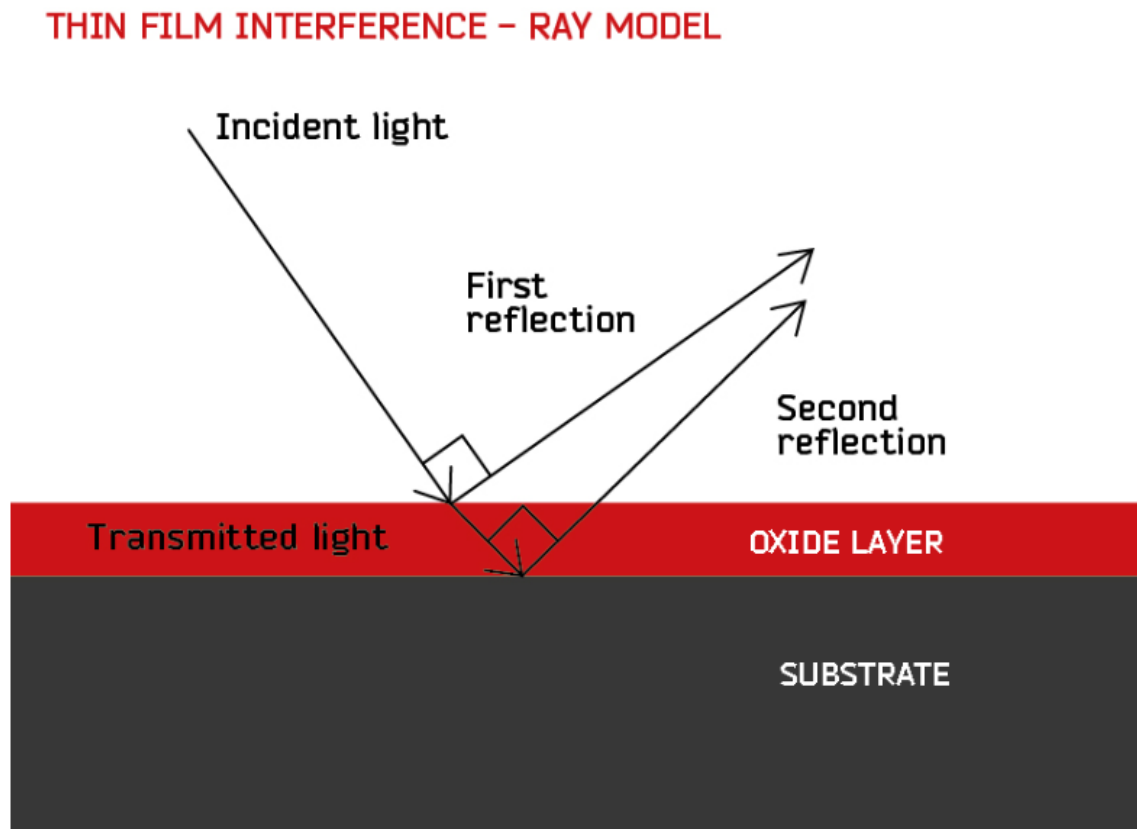 THIN FILM INTERFERENCE – RAY MODEL
Incident light
First
reflection
Second
reflection
Transmitted light
OXIDE LAYER
SUBSTRATE